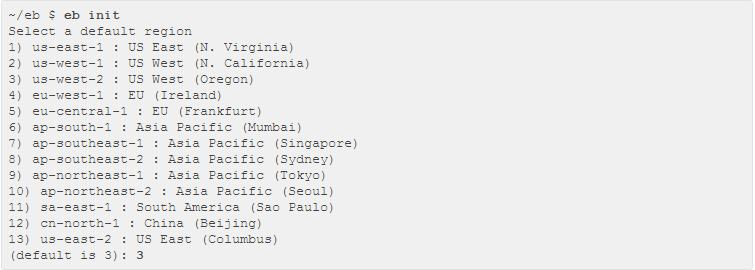 ~/eb $ eb init
Select a default region
1) us-east-1 : US East (N. Virginia)
2) us-west-1 : US West (N. California)
3) us-west-2 : US West (Oregon)
4) eu-west-1 : EU (Ireland)
5) eu-central-1 : EU (Frankfurt)
6) ap-south-1 : Asia Pacific (Mumbai)
7) ap-southeast-1 : Asia Pacific (Singapore)
8) ap-southeast-2 : Asia Pacific (Sydney)
9) ap-northeast-1 : Asia Pacific (Tokyo)
10) ap-northeast-2 : Asia Pacific (Seoul)
11) sa-east-1 : South America (Sao Paulo)
12) cn-north-1 : China (Beijing)
13) us-east-2 : US East (Columbus)
(default is 3): 3